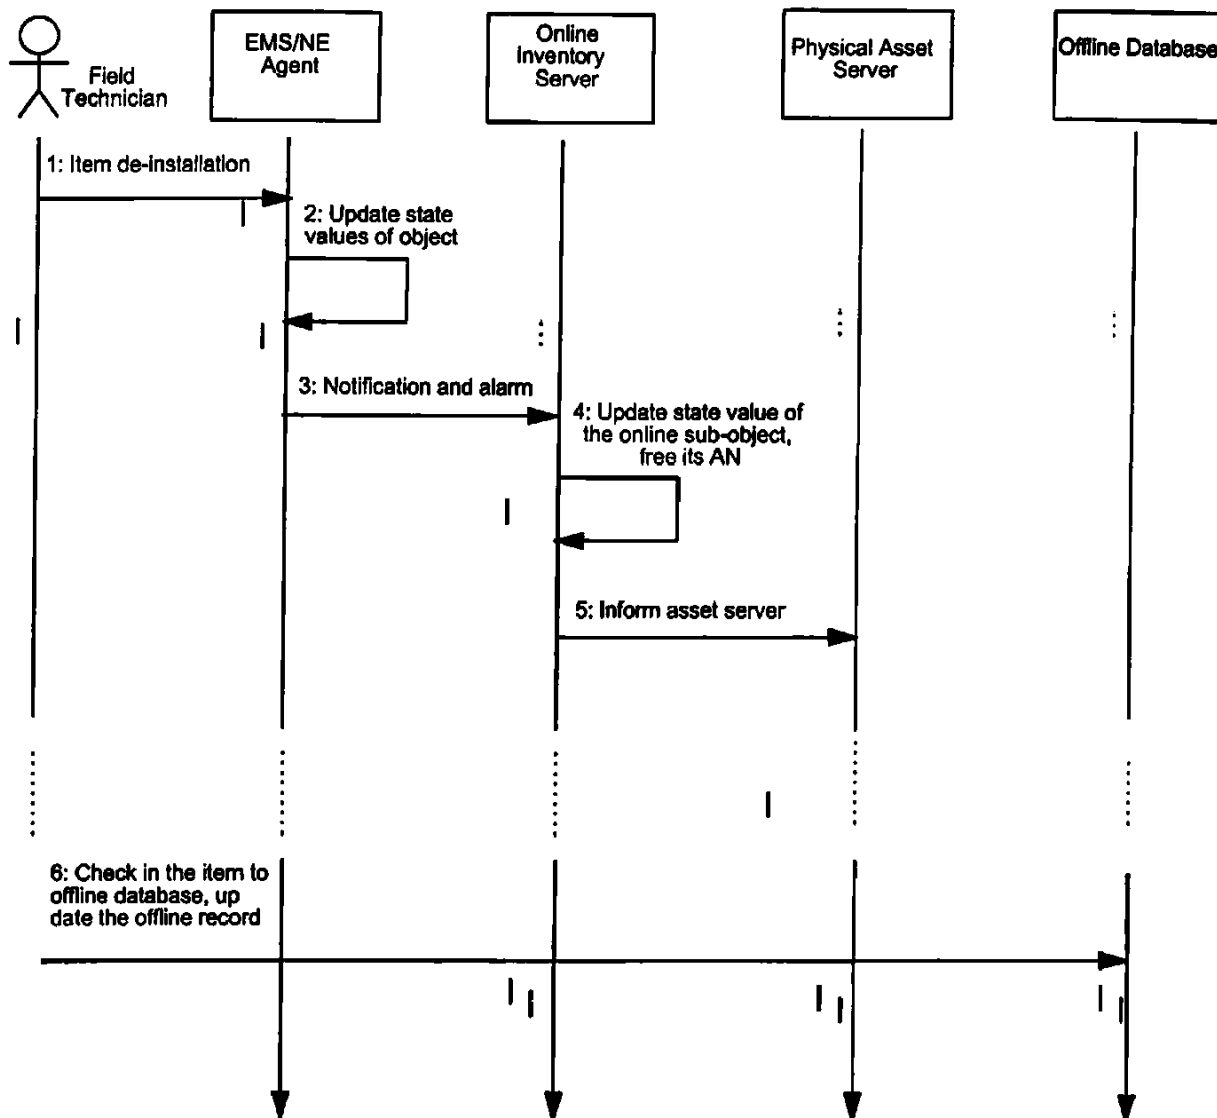 Field
Technician
EMS/NE
Agent
Online
Inventory
Server
Physical Asset
Server
Offline Database
1: Item de-installation
2: Update state
values of object
3: Notification and alarm
4: Update state value of
the online sub-object,
free its AN
5: Inform asset server
6: Check in the item to
offline database, up
date the offline record